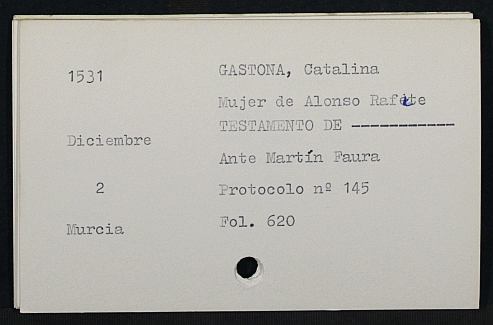 1531
GASTONA, Catalina
Mujer de Alonso Rafete
TESTAMENTO DE -----------
Diciembre
Ante Martín Faura
2
Protocolo nº 145
Murcia
Fol. 620